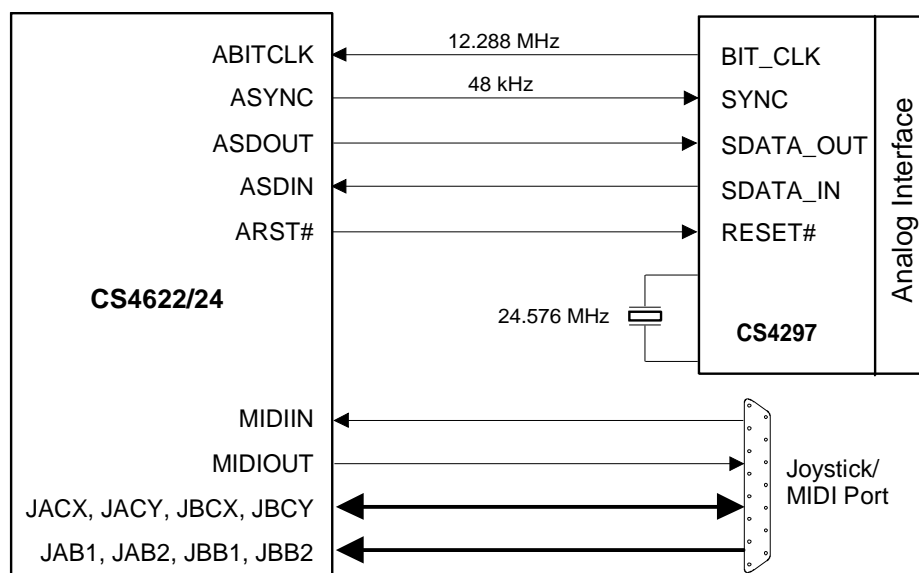 ABITCLK
12.288 MHz
BIT_CLK
ASYNC
48 kHz
SYNC
ASDOUT
SDATA_OUT
ASDIN
SDATA_IN
ARST#
RESET#
Analog Interface
CS4622/24
24.576 MHz
CS4297
MIDIIN
MIDIOUT
JACX, JACY, JBCX, JBCY
JAB1, JAB2, JBB1, JBB2
Joystick/
MIDI Port